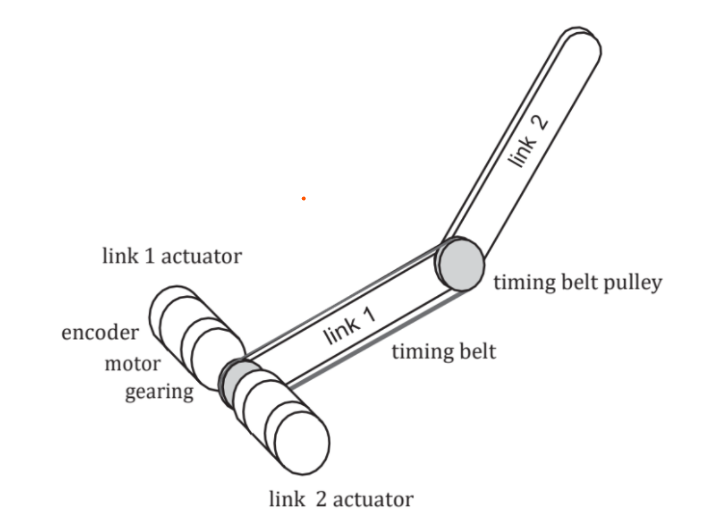 link 2
link 1 actuator
timing belt pulley
encoder
link 1
motor
timing belt
gearing
link 2 actuator